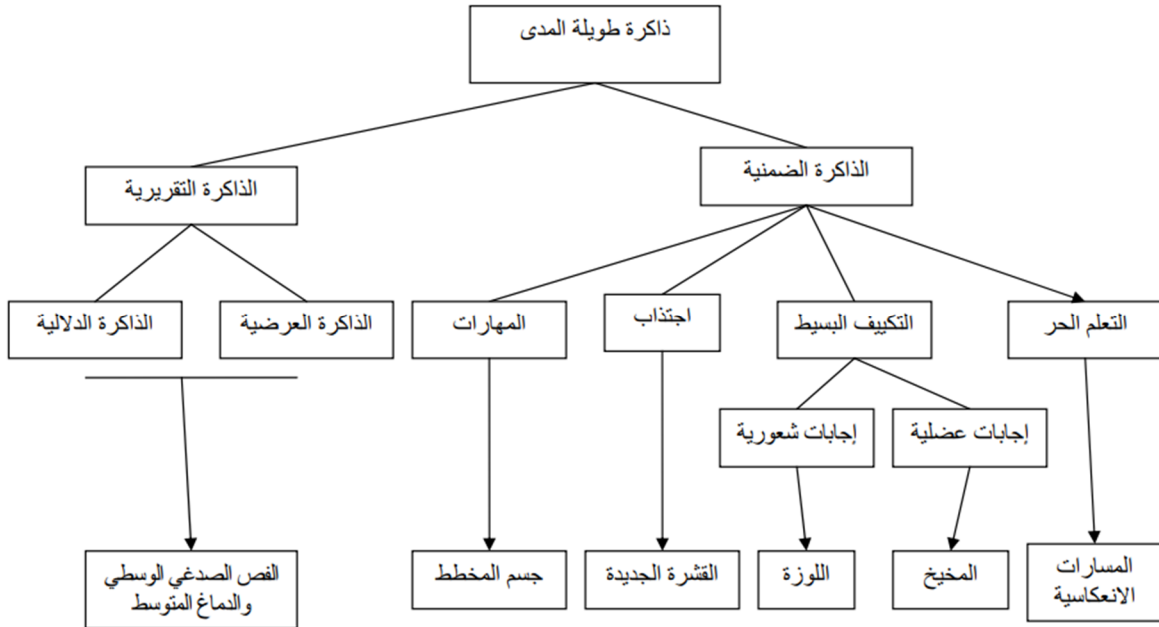 ذاكرة طويلة المدى
الذاكرة الضمنية
الذاكرة التقريرية
التعلم الحر
التكييف البسيط
اجتذاب
المهارات
الذاكرة العرضية
الذاكرة الدلالية
إجابات عضلية
إجابات شعورية
المسارات
الانعكاسية
المخيخ
اللوزة
القشرة الجديدة
جسم المخطط
الفص الصدغي الوسطي
والدماغ المتوسط